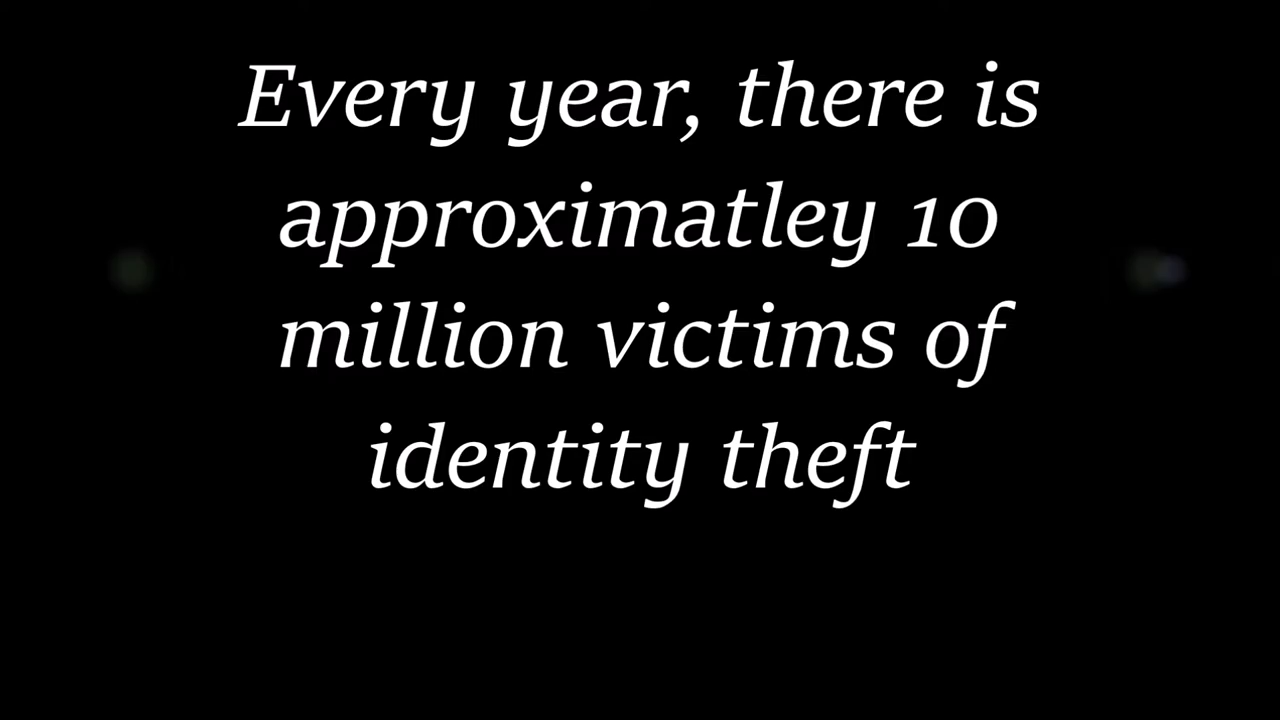 Every year, there is
approximatley 10
million victims of
identity theft